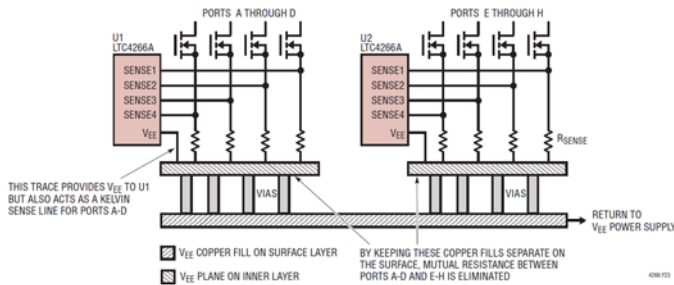 PORTS A THROUGH D
PORTS E THROUGH H
U1
LTC4266A
SENSE1
SENSE2
SENSE3
SENSE4
VEE
U2
LTC4266A
SENSE1
SENSE2
SENSE3
SENSE4
VEE
RSENSE
THIS TRACE PROVIDES VEE TO U1
BUT ALSO ACTS AS A KELVIN
SENSE LINE FOR PORTS A-D
VIAS
VIAS
RETURN TO
VEE POWER SUPPLY
VEE COPPER FILL ON SURFACE LAYER
VEE PLANE ON INNER LAYER
BY KEEPING THESE COPPER FILLS SEPARATE ON
THE SURFACE, MUTUAL RESISTANCE BETWEEN
PORTS A-D AND E-H IS ELIMINATED
4266 F23